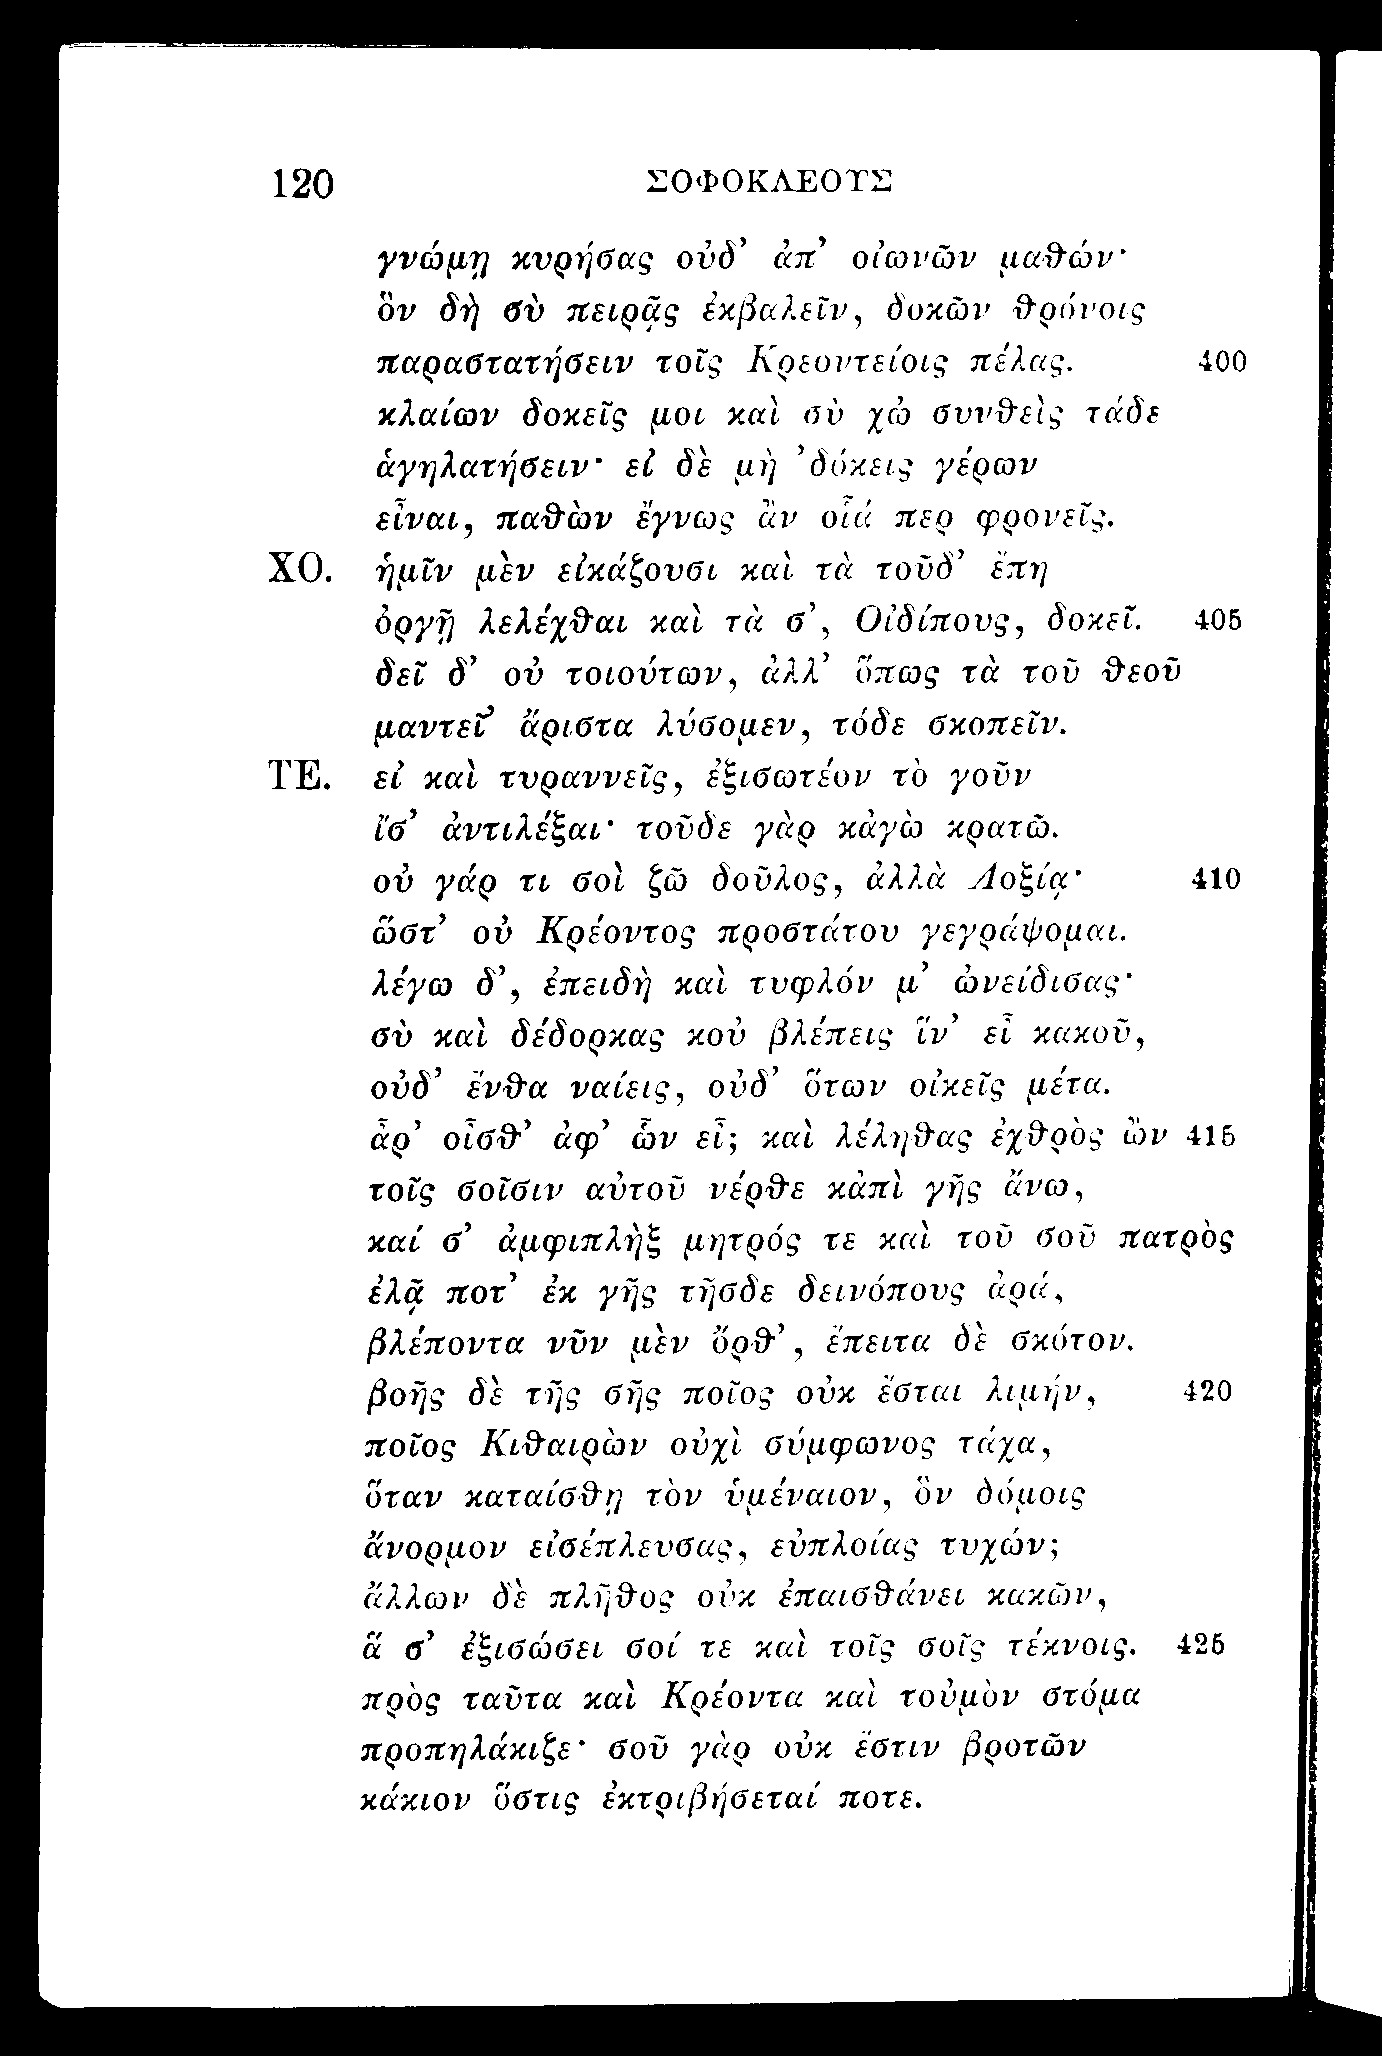 120 ΣΟΦΟΚΛΕΟΥΣ
γνώμῃ κυρήσας οὐδ’ ἀπ’ οἰωνῶν μαθών·
ὃν δὴ σὺ πειρᾷς ἐκβαλεῖν, δοκῶν θρόνοις
παραστατήσειν τοῖς Κρεοντείοις πέλας. 400
κλαίων δοκεῖς μοι καὶ σὺ χὠ συνθεὶς τάδε
ἁγηλατήσειν· εἰ δὲ μὴ ’δόκεις γέρων
εἶναι, παθὼν ἔγνως ἂν οἷά περ φρονεῖς.
ΧΟ. ἡμῖν μὲν εἰκάζουσι καὶ τὰ τοῦδ’ ἔπη
ὀργῇ λελέχθαι καὶ τὰ σ’, Οἰδίπους, δοκεῖ. 405
δεῖ δ’ οὐ τοιούτων, ἀλλ’ ὅπως τὰ τοῦ θεοῦ
μαντεῖ’ ἄριστα λύσομεν, τόδε σκοπεῖν.
ΤΕ. εἰ καὶ τυραννεῖς, ἐξισωτέον τὸ γοῦν
ἴσ’ ἀντιλέξαι· τοῦδε γὰρ κἀγὼ κρατῶ.
οὐ γάρ τι σοὶ ζῶ δοῦλος, ἀλλὰ Λοξίᾳ· 410
ὥστ’ οὐ Κρέοντος προστάτου γεγράψομαι.
λέγω δ’, ἐπειδὴ καὶ τυφλόν μ’ ὠνείδισας·
σὺ καὶ δέδορκας κοὐ βλέπεις ἵν’ εἶ κακοῦ,
οὐδ’ ἔνθα ναίεις, οὐδ’ ὅτων οἰκεῖς μέτα.
ἆρ’ οἶσθ’ ἀφ’ ὧν εἶ; καὶ λέληθας ἐχθρὸς ὢν 415
τοῖς σοῖσιν αὐτοῦ νέρθε κἀπὶ γῆς ἄνω,
καί σ’ ἀμφιπλὴξ μητρός τε καὶ τοῦ σοῦ πατρὸς
ἐλᾷ ποτ’ ἐκ γῆς τῆσδε δεινόπους ἀρά,
βλέποντα νῦν μὲν ὄρθ’, ἔπειτα δὲ σκότον.
βοῆς δὲ τῆς σῆς ποῖος οὐκ ἔσται λιμήν, 420
ποῖος Κιθαιρὼν οὐχὶ σύμφωνος τάχα,
ὅταν καταίσθῃ τὸν ὑμέναιον, ὃν δόμοις
ἄνορμον εἰσέπλευσας, εὐπλοίας τυχών;
ἄλλων δὲ πλῆθος οὐκ ἐπαισθάνει κακῶν,
ἅ σ’ ἐξισώσει σοί τε καὶ τοῖς σοῖς τέκνοις. 425
πρὸς ταῦτα καὶ Κρέοντα καὶ τοὐμὸν στόμα
προπηλάκιζε· σοῦ γὰρ οὐκ ἔστιν βροτῶν
κάκιον ὅστις ἐκτριβήσεταί ποτε.